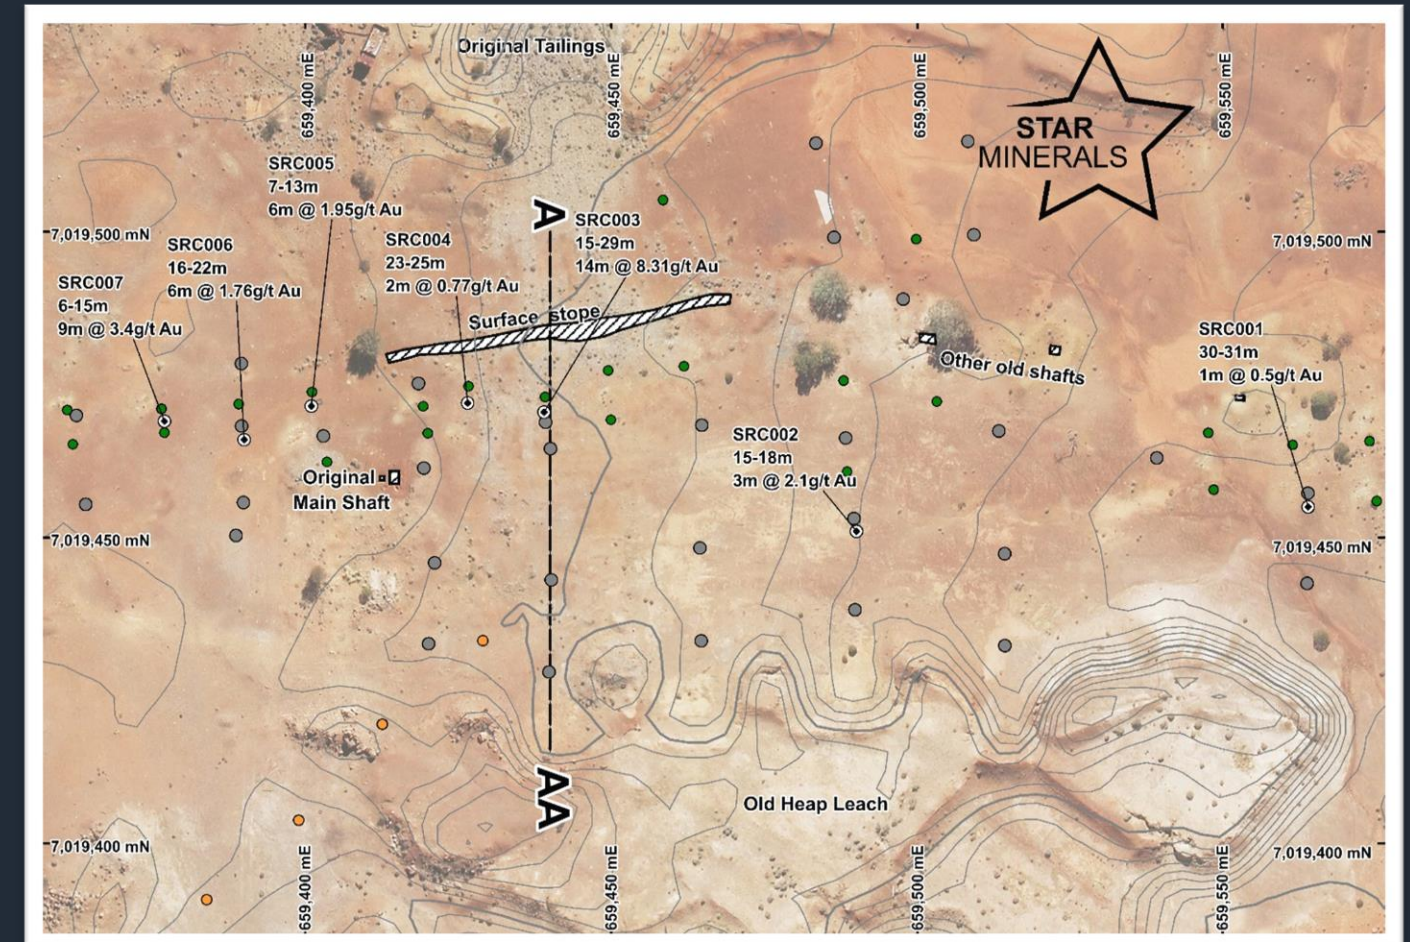 Original Tailings
659,400 mE
659,450 mE
659,500 mE
659,550 mE
STAR
MINERALS
SRC005
7-13m
6m @ 1.95g/t Au
A
SRC003
15-29m
14m @ 8.31g/t Au
7,019,500 mN
7,019,500 mN
SRC006
16-22m
6m @ 1.76g/t Au
SRC004
23-25m
2m @ 0.77g/t Au
SRC007
6-15m
9m @ 3.4g/t Au
Surface stope
Other old shafts
SRC001
30-31m
1m @ 0.5g/t Au
SRC002
15-18m
3m @ 2.1g/t Au
Original
Main Shaft
7,019,450 mN
7,019,450 mN
AA
Old Heap Leach
7,019,400 mN
7,019,400 mN
659,400 mE
659,450 mE
659,500 mE
659,550 mE